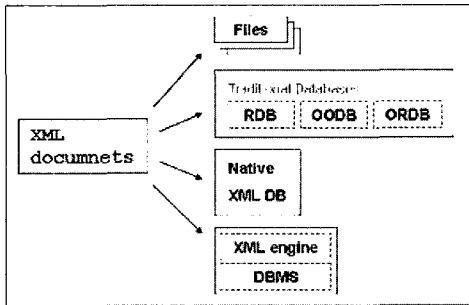 Files
Traditional Databases
RDB OODB ORDB
XML
documnets
Native
XML DB
XML engine
DBMS